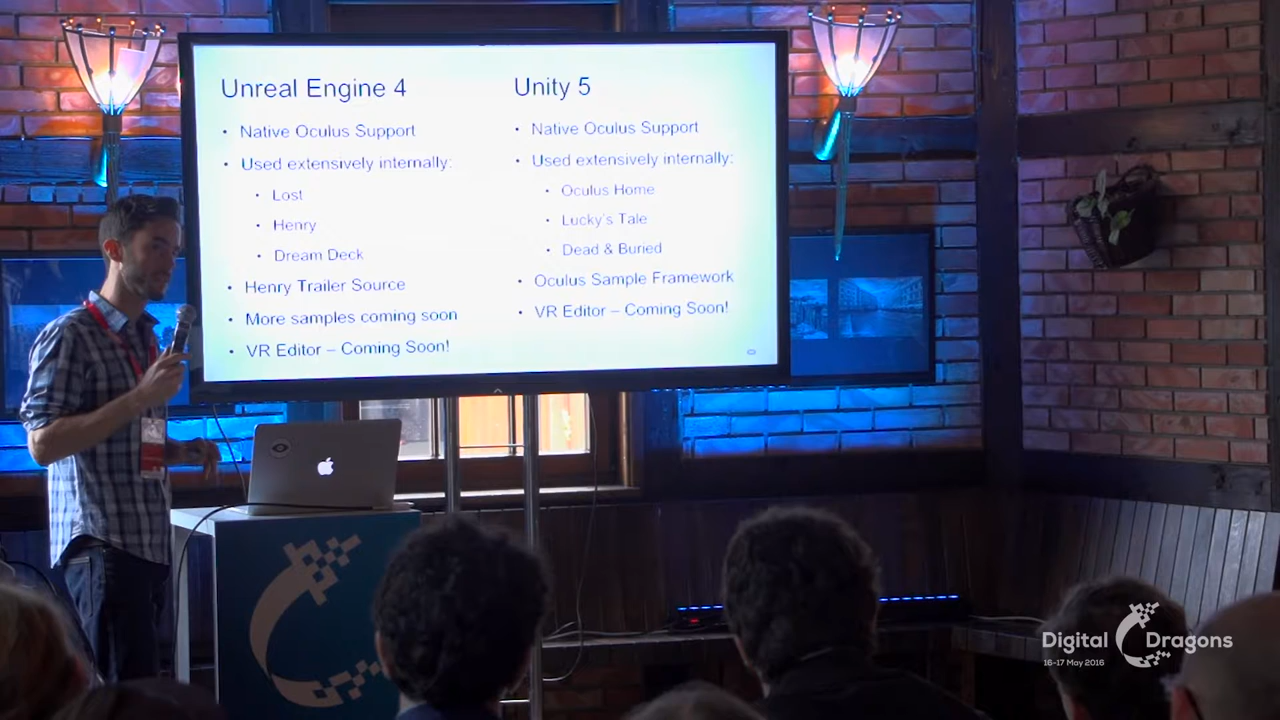 Unreal Engine 4
• Native Oculus Support
• Used extensively internally:
• Lost
• Henry
• Dream Deck
• Henry Trailer Source
• More samples coming soon
• VR Editor – Coming Soon!
Unity 5
• Native Oculus Support
• Used extensively internally:
• Oculus Home
• Lucky's Tale
• Dead & Buried
• Oculus Sample Framework
• VR Editor – Coming Soon!
Digital Dragons
16-17 May 2016